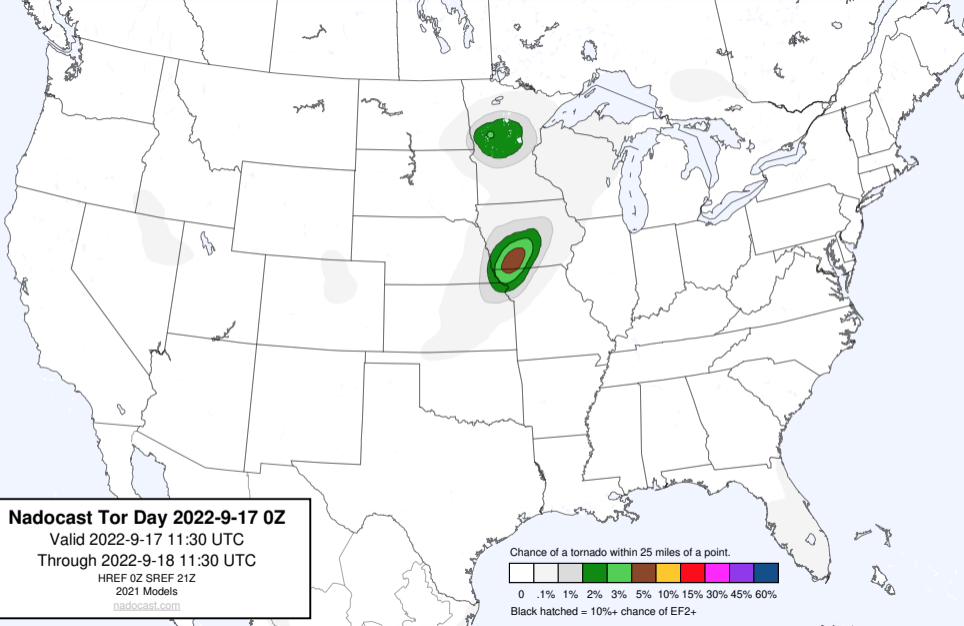 Nadocast Tor Day 2022-9-17 0Z
Valid 2022-9-17 11:30 UTC
Through 2022-9-18 11:30 UTC
HREF 0Z SREF 21Z
2021 Models
nadocast.com
Chance of a tornado within 25 miles of a point.
0 .1% 1% 2% 3% 5% 10% 15% 30% 45% 60%
Black hatched = 10%+ chance of EF2+